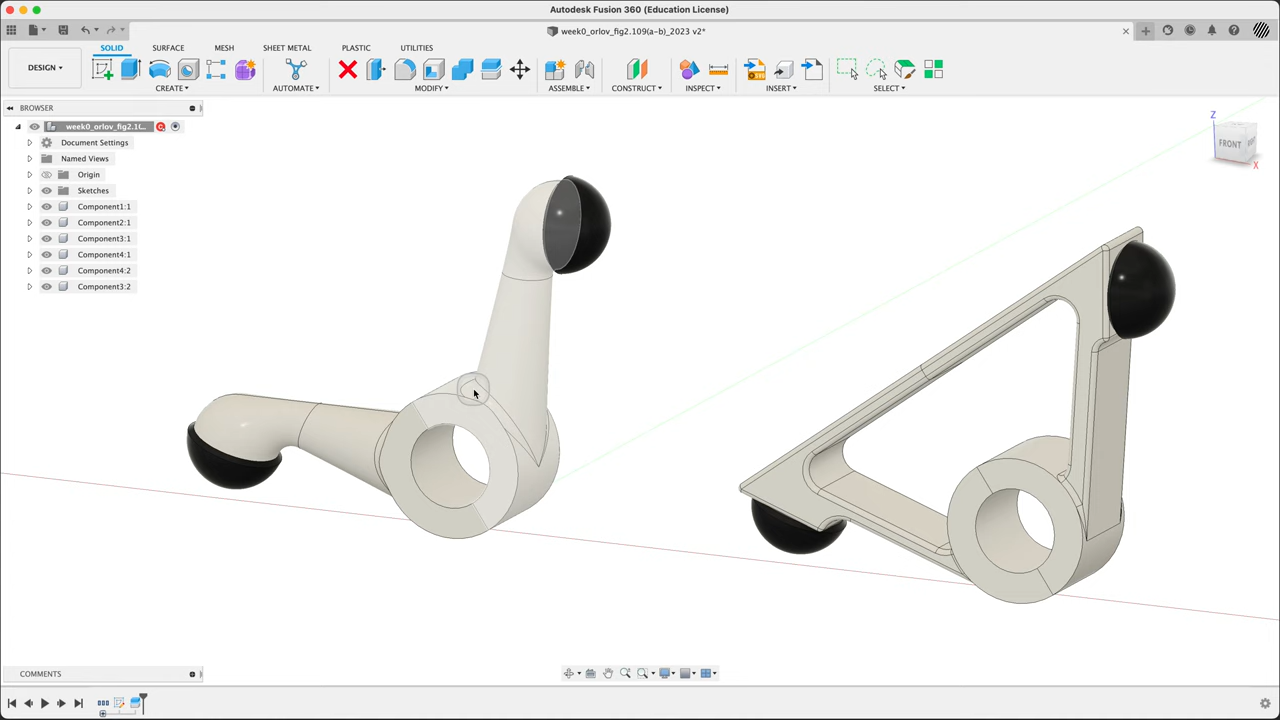 Autodesk Fusion 360 (Education License)
week0_orlov_fig2.109(a-b)_2023 v2*
SOLID SURFACE MESH SHEET METAL PLASTIC UTILITIES
DESIGN
CREATE AUTOMATE MODIFY ASSEMBLE CONSTRUCT INSPECT INSERT SELECT
BROWSER
week0_orlov_fig2.1(...
Document Settings
Named Views
Origin
Sketches
Component1:1
Component2:1
Component3:1
Component4:1
Component4:2
Component3:2
Z
FRONT
X
COMMENTS